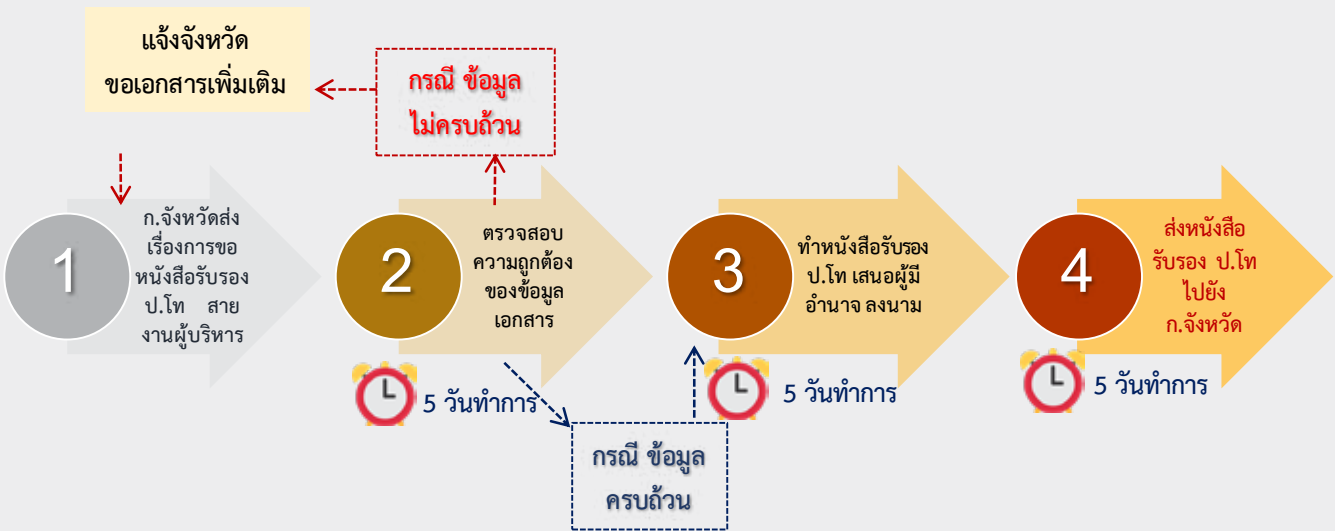 แจ้งจังหวัด
ขอเอกสารเพิ่มเติม
กรณี ข้อมูล
ไม่ครบถ้วน
1
ก.จังหวัดส่ง
เรื่องการขอ
หนังสือรับรอง
ป.โท สาย
งานผู้บริหาร
2
ตรวจสอบ
ความถูกต้อง
ของข้อมูล
เอกสาร
3
ทำหนังสือรับรอง
ป.โท เสนอผู้มี
อำนาจ ลงนาม
4
ส่งหนังสือ
รับรอง ป.โท
ไปยัง
ก.จังหวัด
5 วันทำการ
5 วันทำการ
5 วันทำการ
กรณี ข้อมูล
ครบถ้วน